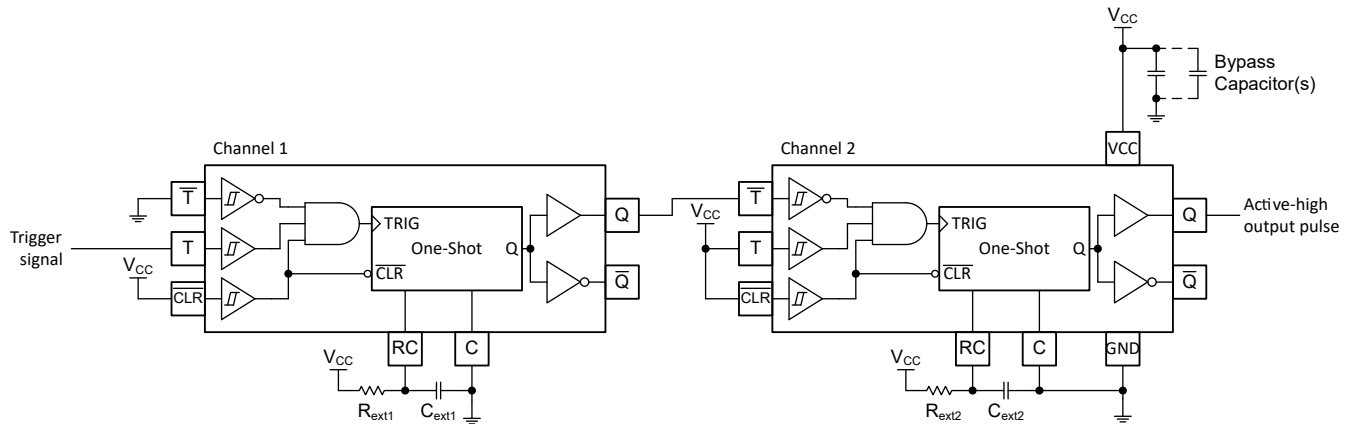 VCC
Bypass
Capacitor(s)
Channel 1
Channel 2
VCC
T
T
CLR
Trigger
signal
VCC
TRIG
One-Shot
Q
CLR
Q
Q
RC
C
VCC
Rext1
Cext1
T
T
CLR
VCC
TRIG
One-Shot
Q
CLR
Q
Q
Active-high
output pulse
RC
C
GND
VCC
Rext2
Cext2